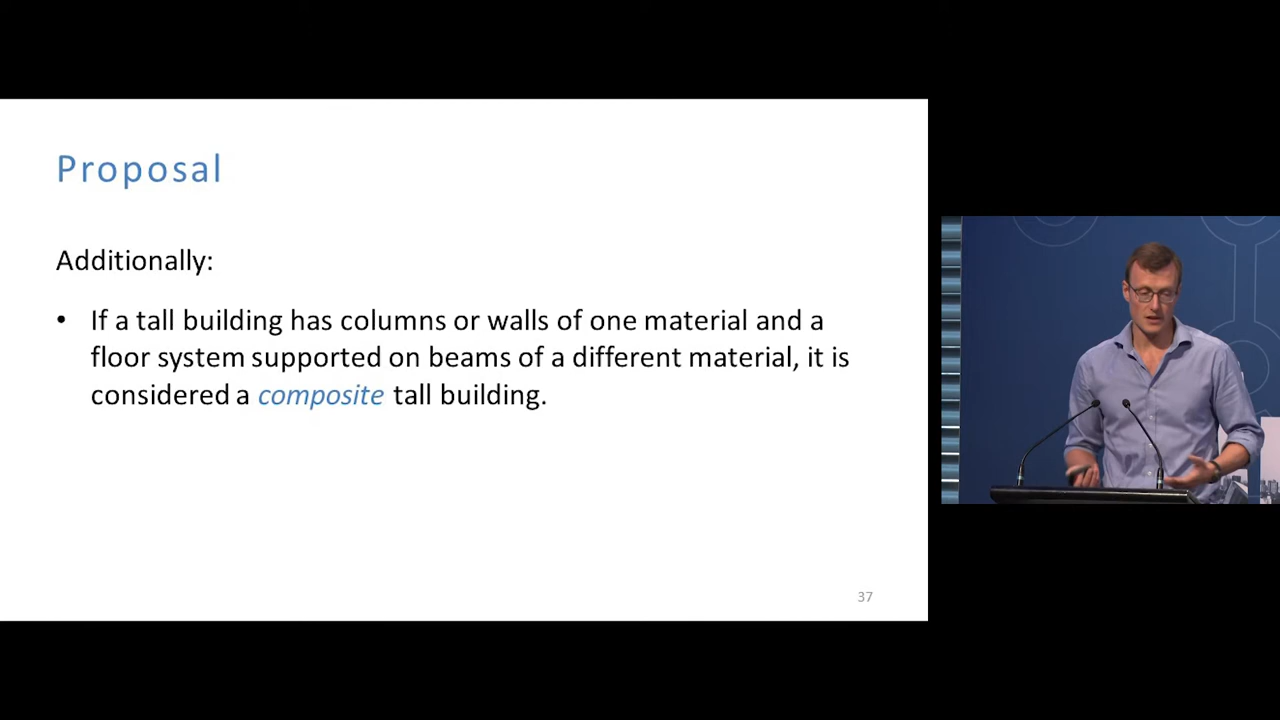 Proposal
Additionally:
• If a tall building has columns or walls of one material and a
floor system supported on beams of a different material, it is
considered a composite tall building.
37